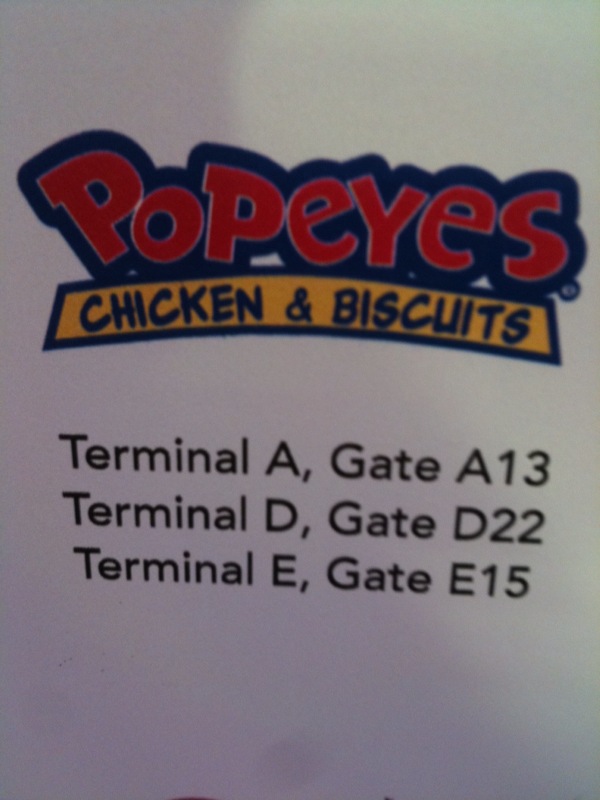 POPEYES
CHICKEN & BISCUITS
Terminal A, Gate A13
Terminal D, Gate D22
Terminal E, Gate E15